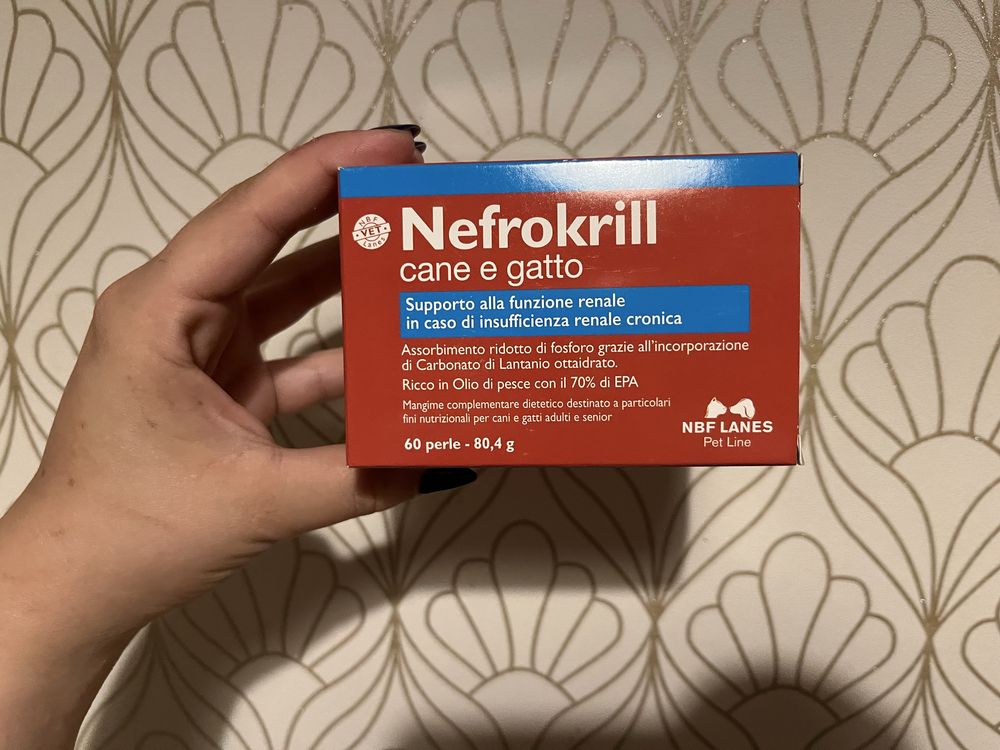 NBF
VET
Lanes
Nefrokrill
cane e gatto
Supporto alla funzione renale
in caso di insufficienza renale cronica
Assorbimento ridotto di fosforo grazie all'incorporazione
di Carbonato di Lantanio ottaidrato.
Ricco in Olio di pesce con il 70% di EPA
Mangime complementare dietetico destinato a particolari
fini nutrizionali per cani e gatti adulti e senior
60 perle - 80,4 g
NBF LANES
Pet Line